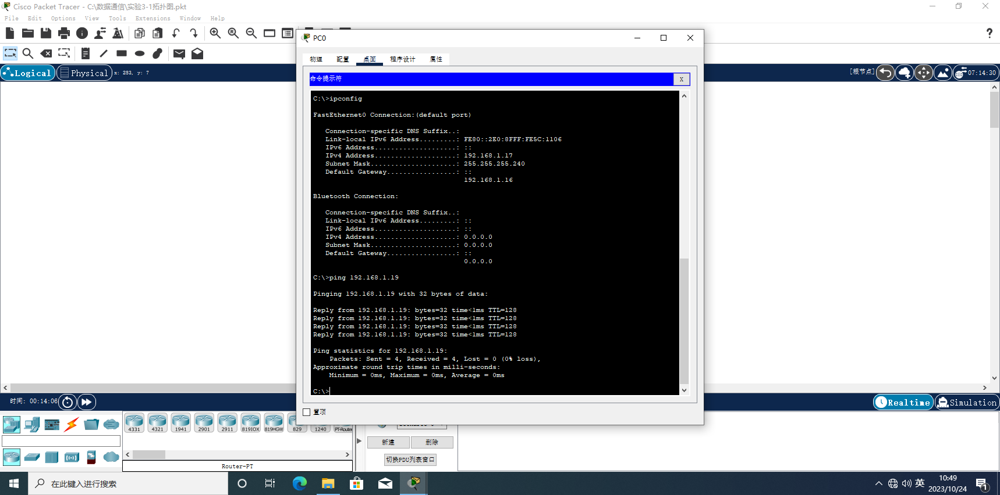 Cisco Packet Tracer - C:\数据通信\实验3-1拓扑图.pkt
File Edit Options View Tools Extensions Window Help
Logical
Physical
x: 283, y: 7
[根节点]
07:14:30
PC0
物理 配置 桌面 程序设计 属性
命令提示符
X
C:\>ipconfig
FastEthernet0 Connection:(default port)
Connection-specific DNS Suffix..:
Link-local IPv6 Address.........: FE80::2E0:8FFF:FE5C:1106
IPv6 Address....................: ::
IPv4 Address....................: 192.168.1.17
Subnet Mask.....................: 255.255.255.240
Default Gateway.................: ::
192.168.1.16
Bluetooth Connection:
Connection-specific DNS Suffix..:
Link-local IPv6 Address.........: ::
IPv6 Address....................: ::
IPv4 Address....................: 0.0.0.0
Subnet Mask.....................: 0.0.0.0
Default Gateway.................: ::
0.0.0.0
C:\>ping 192.168.1.19
Pinging 192.168.1.19 with 32 bytes of data:
Reply from 192.168.1.19: bytes=32 time<1ms TTL=128
Reply from 192.168.1.19: bytes=32 time<1ms TTL=128
Reply from 192.168.1.19: bytes=32 time<1ms TTL=128
Reply from 192.168.1.19: bytes=32 time<1ms TTL=128
Ping statistics for 192.168.1.19:
Packets: Sent = 4, Received = 4, Lost = 0 (0% loss),
Approximate round trip times in milli-seconds:
Minimum = 0ms, Maximum = 0ms, Average = 0ms
C:\>
置顶
时间: 00:14:06
Realtime
Simulation
4331 4321 1941 2901 2911 819IOX 819HGW 829 1240 PT-Router
Router-PT
新建
删除
切换PDU列表窗口
在此键入进行搜索
英
10:49
2023/10/24
1